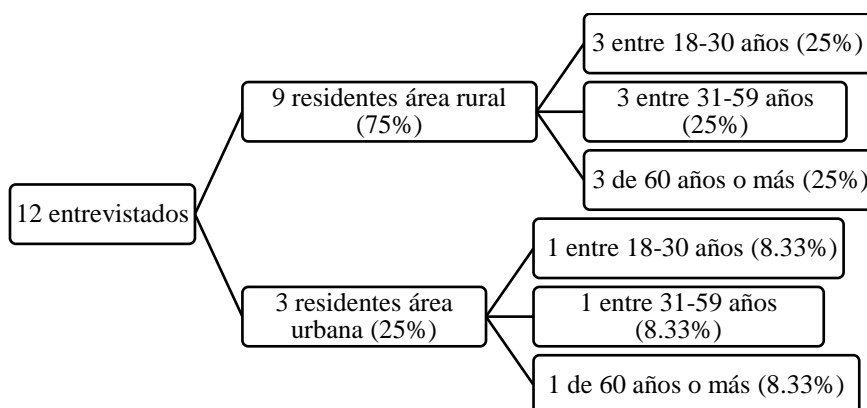 12 entrevistados
9 residentes área rural
(75%)
3 entre 18-30 años (25%)
3 entre 31-59 años
(25%)
3 de 60 años o más (25%)
3 residentes área
urbana (25%)
1 entre 18-30 años (8.33%)
1 entre 31-59 años
(8.33%)
1 de 60 años o más (8.33%)